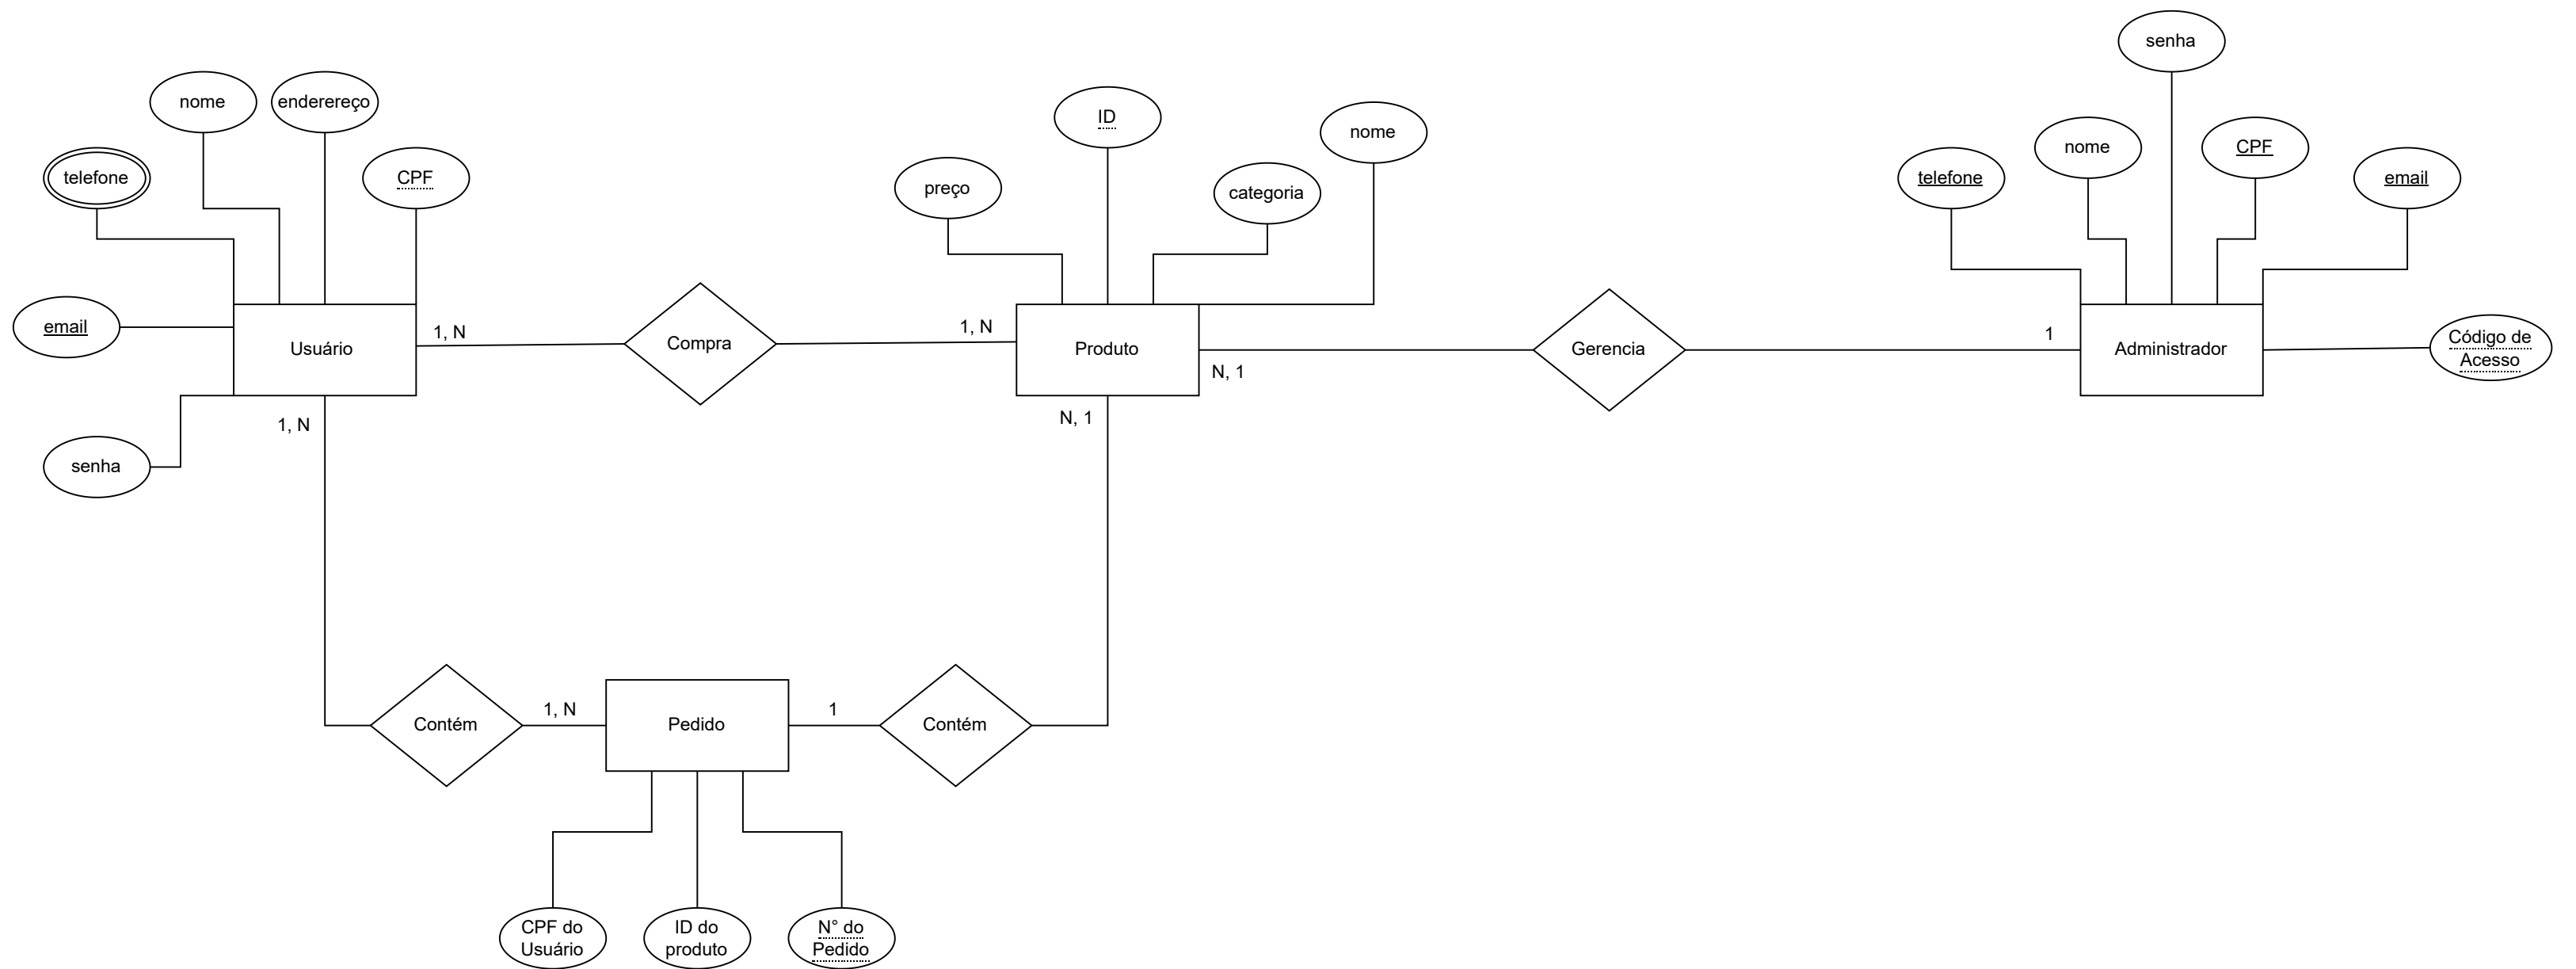 senha
nome
enderereço
ID
nome
telefone
CPF
preço
categoria
telefone
nome
CPF
email
email
Usuário
1, N
Compra
1, N
Produto
N, 1
Gerencia
1
Administrador
Código de
Acesso
1, N
N, 1
senha
Contém
1, N
Pedido
1
Contém
CPF do
Usuário
ID do
produto
N° do
Pedido